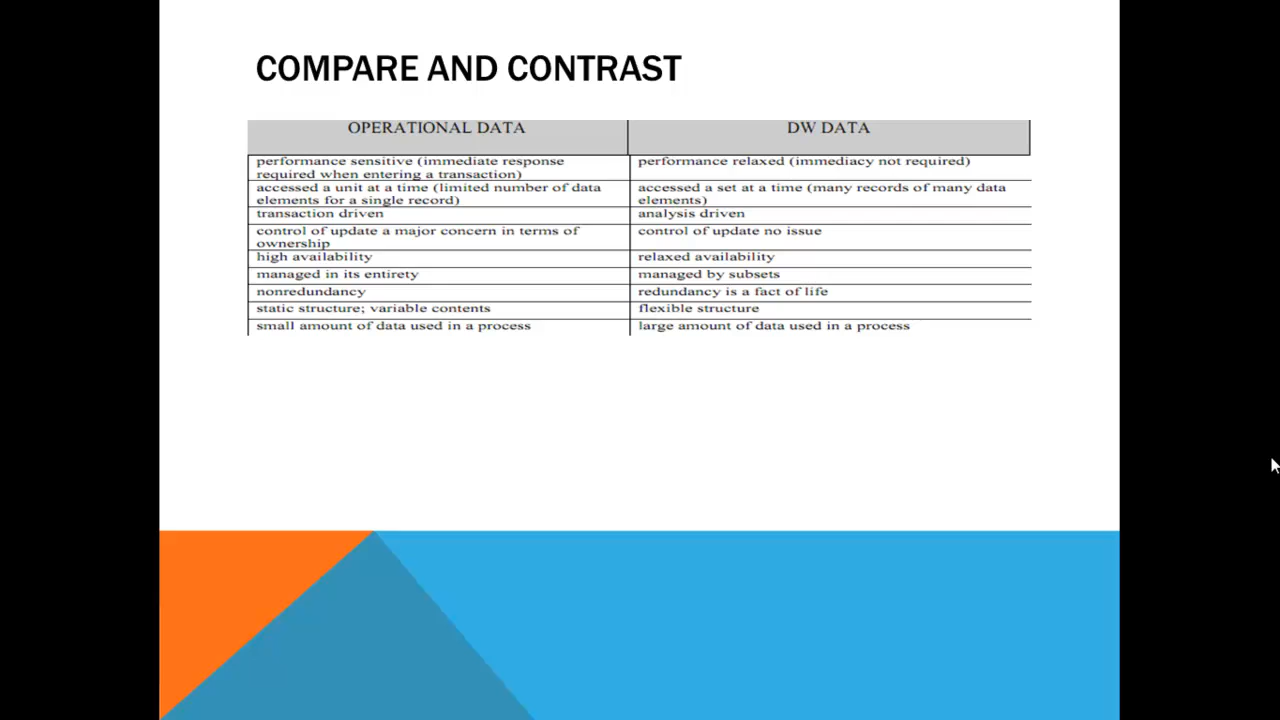 COMPARE AND CONTRAST
OPERATIONAL DATA
DW DATA
performance sensitive (immediate response
required when entering a transaction)
performance relaxed (immediacy not required)
accessed a unit at a time (limited number of data
elements for a single record)
accessed a set at a time (many records of many data
elements)
transaction driven
analysis driven
control of update a major concern in terms of
ownership
control of update no issue
high availability
relaxed availability
managed in its entirety
managed by subsets
nonredundancy
redundancy is a fact of life
static structure; variable contents
flexible structure
small amount of data used in a process
large amount of data used in a process